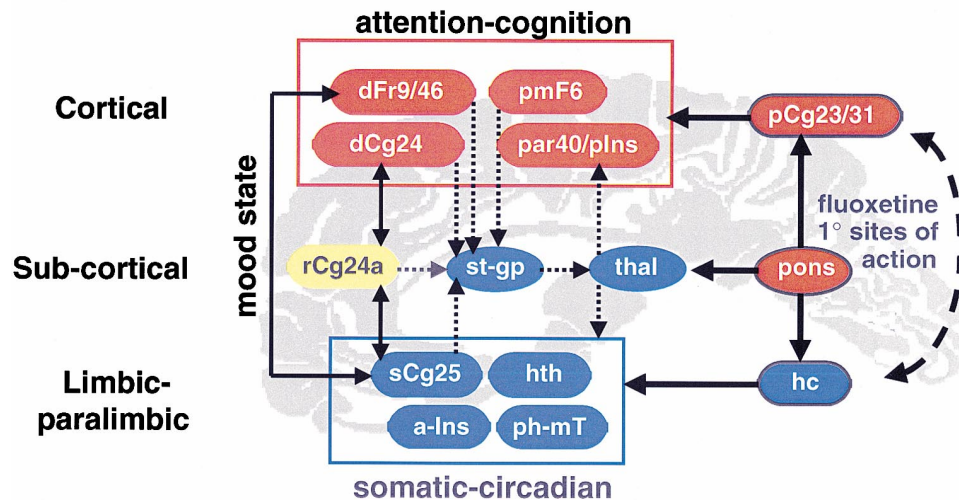 attention-cognition
Cortical
dFr9/46
pmF6
pCg23/31
dCg24
par40/pIns
mood state
fluoxetine
1° sites of
action
Sub-cortical
rCg24a
st-gp
thal
pons
Limbic-
paralimbic
sCg25
hth
hc
a-Ins
ph-mT
somatic-circadian